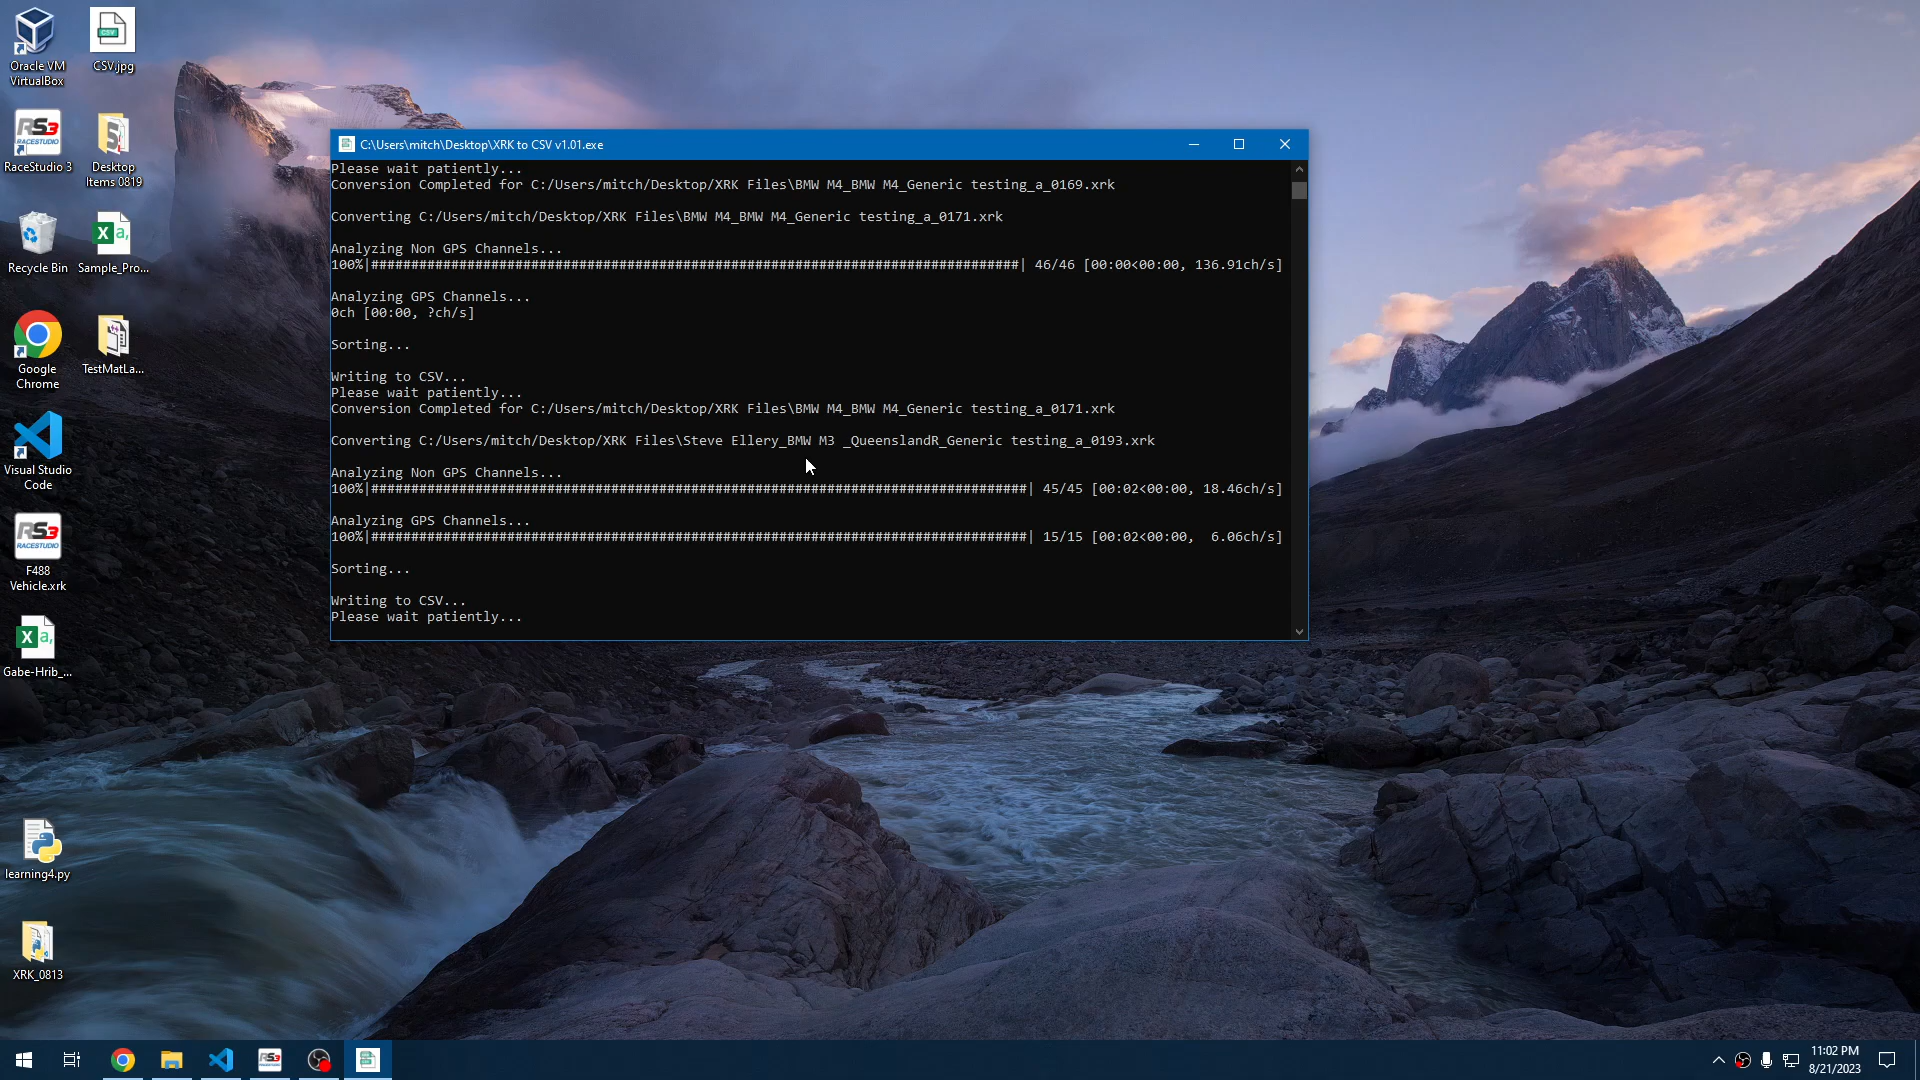 Oracle VM
VirtualBox
CSV
CSV.jpg
RS3
RACESTUDIO
RaceStudio 3
Desktop
Items 0819
Recycle Bin
X a,
Sample_Pro...
Google
Chrome
TestMatLa...
Visual Studio
Code
RS3
RACESTUDIO
F488
Vehicle.xrk
X a,
Gabe-Hrib_...
learning4.py
XRK_0813
C:\Users\mitch\Desktop\XRK to CSV v1.01.exe
Please wait patiently...
Conversion Completed for C:/Users/mitch/Desktop/XRK Files\BMW M4_BMW M4_Generic testing_a_0169.xrk
Converting C:/Users/mitch/Desktop/XRK Files\BMW M4_BMW M4_Generic testing_a_0171.xrk
Analyzing Non GPS Channels...
100%|#################################################################################| 46/46 [00:00<00:00, 136.91ch/s]
Analyzing GPS Channels...
0ch [00:00, ?ch/s]
Sorting...
Writing to CSV...
Please wait patiently...
Conversion Completed for C:/Users/mitch/Desktop/XRK Files\BMW M4_BMW M4_Generic testing_a_0171.xrk
Converting C:/Users/mitch/Desktop/XRK Files\Steve Ellery_BMW M3 _QueenslandR_Generic testing_a_0193.xrk
Analyzing Non GPS Channels...
100%|##################################################################################| 45/45 [00:02<00:00, 18.46ch/s]
Analyzing GPS Channels...
100%|##################################################################################| 15/15 [00:02<00:00,  6.06ch/s]
Sorting...
Writing to CSV...
Please wait patiently...
RS3
11:02 PM
8/21/2023